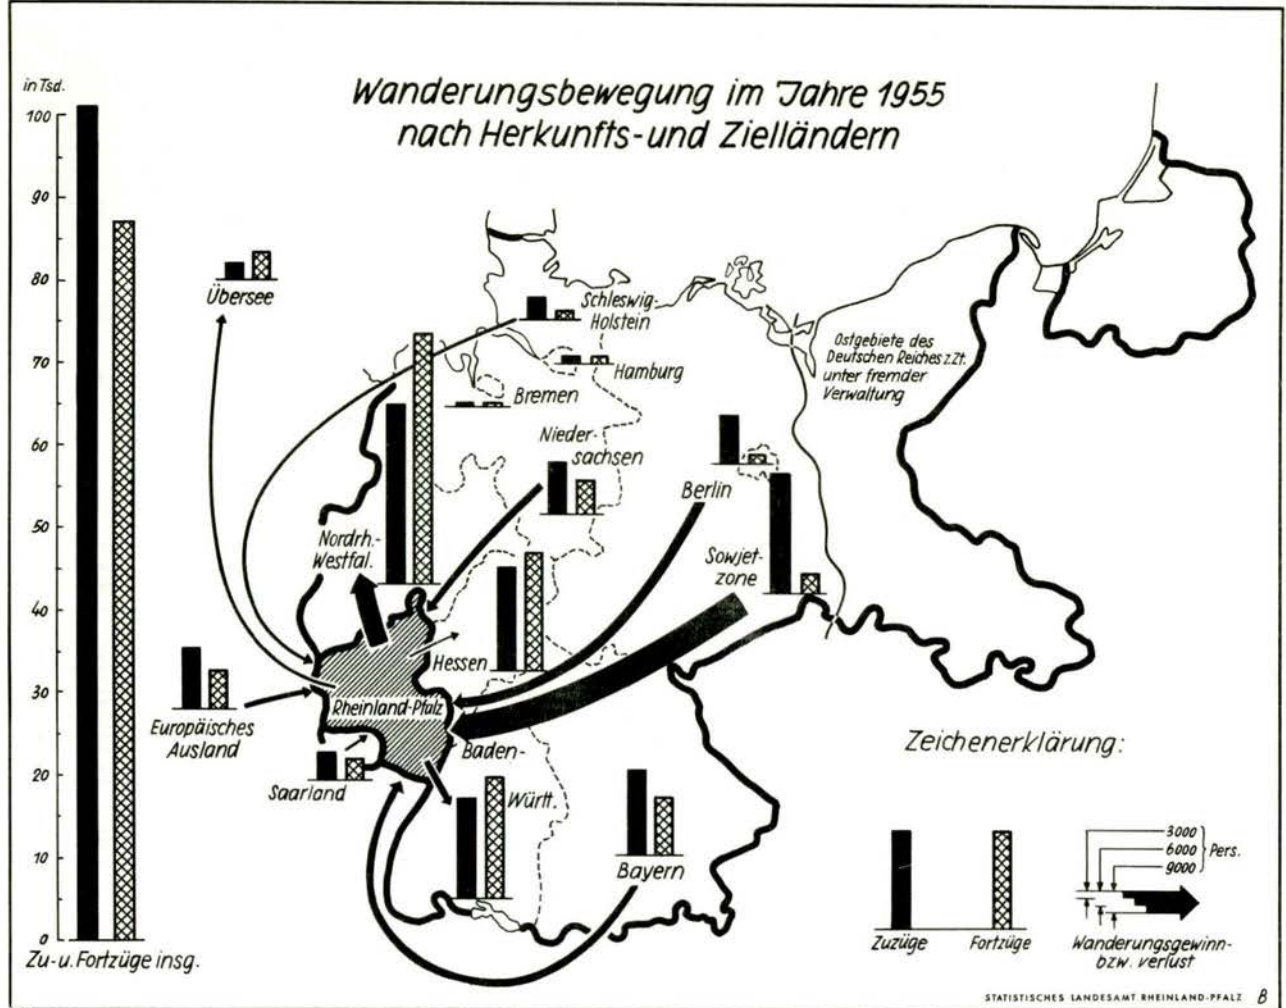 Wanderungsbewegung im Jahre 1955
nach Herkunfts- und Zielländern
in Tsd.
100
90
80
70
60
50
40
30
20
10
0
Zu- u. Fortzüge insg.
Übersee
Schleswig-
Holstein
Hamburg
Bremen
Nieder-
sachsen
Berlin
Sowjet-
zone
Ostgebiete des
Deutschen Reiches z.Zt.
unter fremder
Verwaltung
Nordrh.-
Westfal.
Hessen
Rheinland-Pfalz
Europäisches
Ausland
Saarland
Baden-
Württ.
Bayern
Zeichenerklärung:
Zuzüge
Fortzüge
3000
6000 Pers.
9000
Wanderungsgewinn-
bzw. verlust
STATISTISCHES LANDESAMT RHEINLAND-PFALZ B